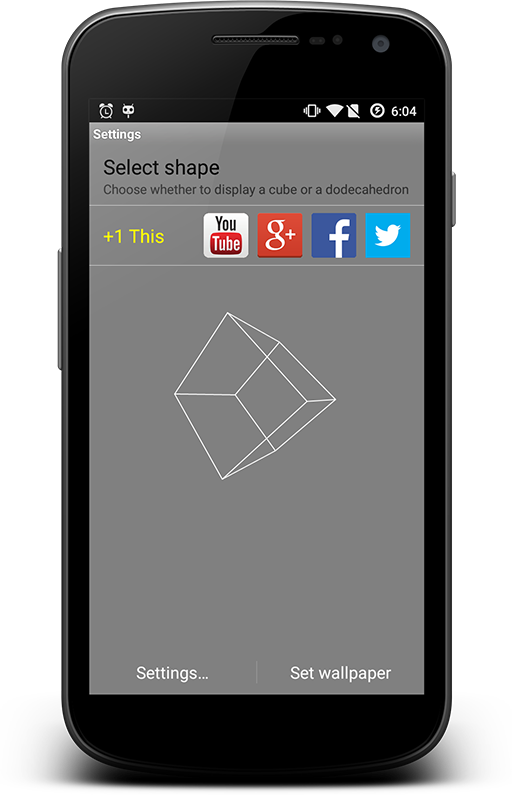 6:04
Settings
Select shape
Choose whether to display a cube or a dodecahedron
+1 This
You
Tube
g+
f
Settings...
Set wallpaper